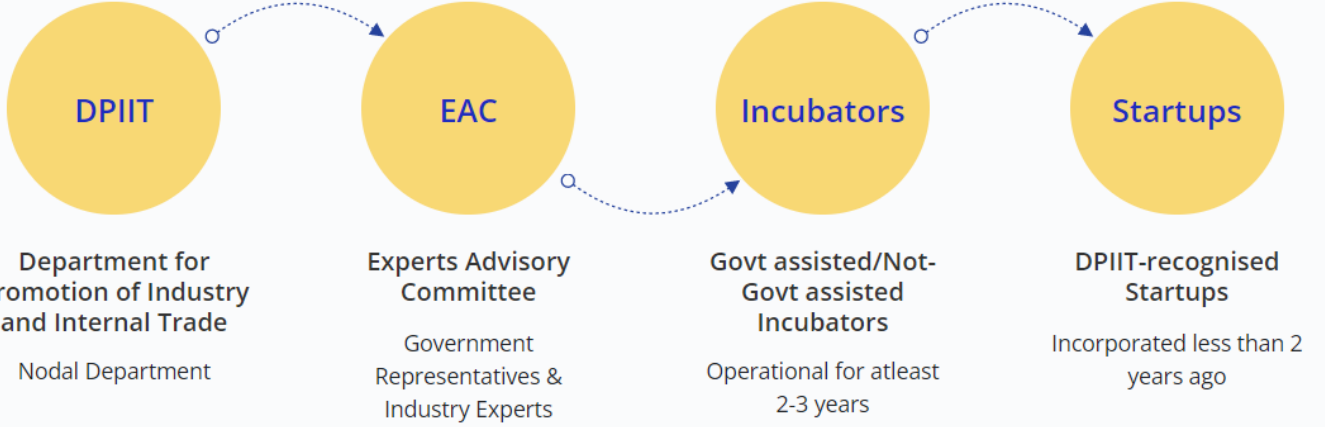 DPIIT
EAC
Incubators
Startups
Department for
romotion of Industry
and Internal Trade
Nodal Department
Experts Advisory
Committee
Government
Representatives &
Industry Experts
Govt assisted/Not-
Govt assisted
Incubators
Operational for atleast
2-3 years
DPIIT-recognised
Startups
Incorporated less than 2
years ago